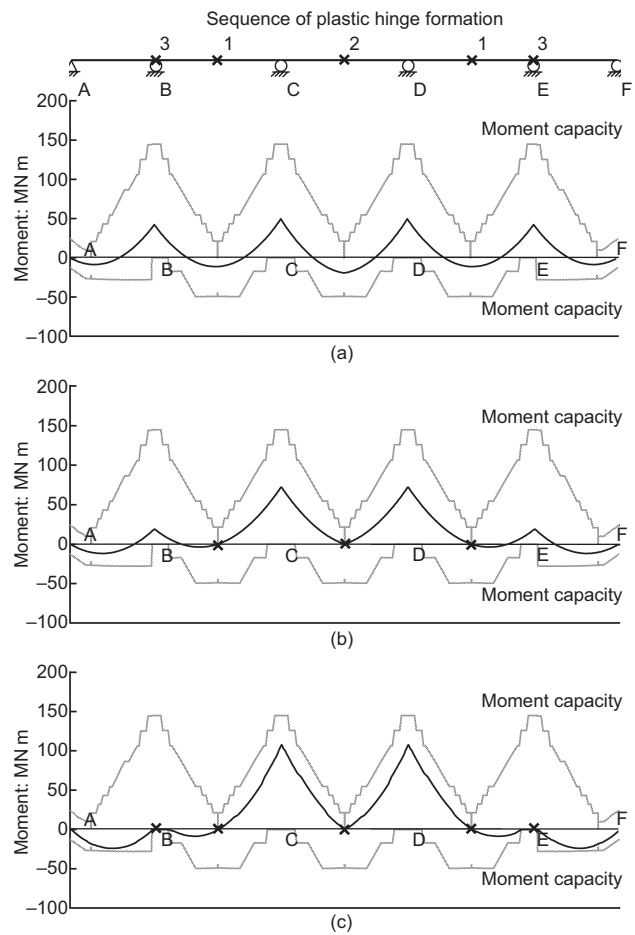 Sequence of plastic hinge formation
3 1 2 1 3
A B C D E F
200
150
100
50
0
–50
–100
Moment: MN m
Moment capacity
A B C D E F
Moment capacity
(a)
200
150
100
50
0
–50
–100
Moment: MN m
Moment capacity
A B C D E F
Moment capacity
(b)
200
150
100
50
0
–50
–100
Moment: MN m
Moment capacity
A B C D E F
Moment capacity
(c)